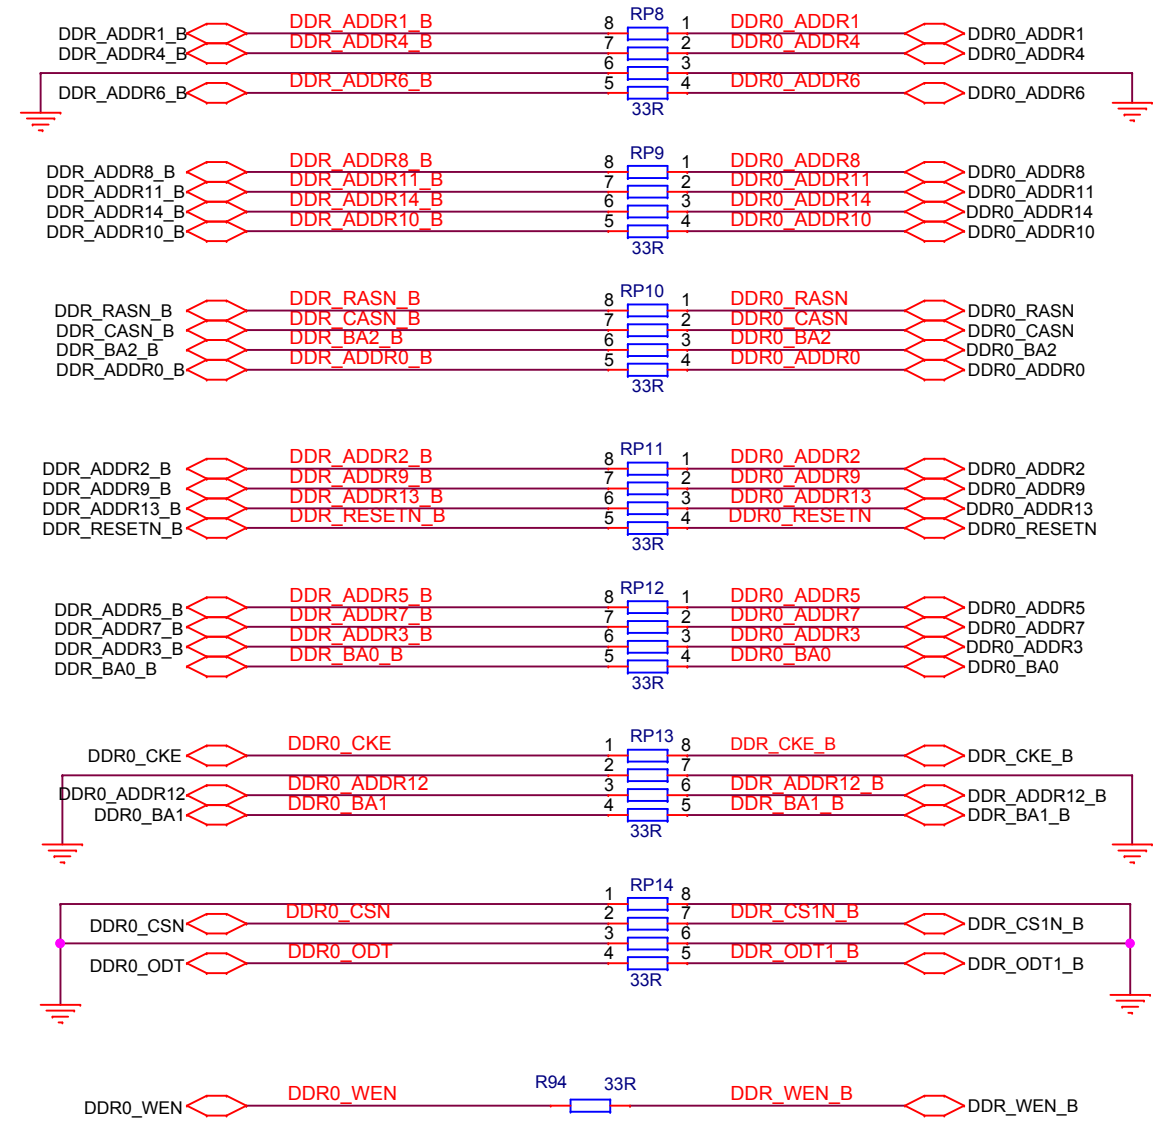 DDR_ADDR1_B DDR_ADDR1_B 8 RP8 1 DDR0_ADDR1 DDR0_ADDR1
DDR_ADDR4_B DDR_ADDR4_B 7 2 DDR0_ADDR4 DDR0_ADDR4
6 3
DDR_ADDR6_B DDR_ADDR6_B 5 4 DDR0_ADDR6 DDR0_ADDR6
33R
DDR_ADDR8_B DDR_ADDR8_B 8 RP9 1 DDR0_ADDR8 DDR0_ADDR8
DDR_ADDR11_B DDR_ADDR11_B 7 2 DDR0_ADDR11 DDR0_ADDR11
DDR_ADDR14_B DDR_ADDR14_B 6 3 DDR0_ADDR14 DDR0_ADDR14
DDR_ADDR10_B DDR_ADDR10_B 5 4 DDR0_ADDR10 DDR0_ADDR10
33R
DDR_RASN_B DDR_RASN_B 8 RP10 1 DDR0_RASN DDR0_RASN
DDR_CASN_B DDR_CASN_B 7 2 DDR0_CASN DDR0_CASN
DDR_BA2_B DDR_BA2_B 6 3 DDR0_BA2 DDR0_BA2
DDR_ADDR0_B DDR_ADDR0_B 5 4 DDR0_ADDR0 DDR0_ADDR0
33R
DDR_ADDR2_B DDR_ADDR2_B 8 RP11 1 DDR0_ADDR2 DDR0_ADDR2
DDR_ADDR9_B DDR_ADDR9_B 7 2 DDR0_ADDR9 DDR0_ADDR9
DDR_ADDR13_B DDR_ADDR13_B 6 3 DDR0_ADDR13 DDR0_ADDR13
DDR_RESETN_B DDR_RESETN_B 5 4 DDR0_RESETN DDR0_RESETN
33R
DDR_ADDR5_B DDR_ADDR5_B 8 RP12 1 DDR0_ADDR5 DDR0_ADDR5
DDR_ADDR7_B DDR_ADDR7_B 7 2 DDR0_ADDR7 DDR0_ADDR7
DDR_ADDR3_B DDR_ADDR3_B 6 3 DDR0_ADDR3 DDR0_ADDR3
DDR_BA0_B DDR_BA0_B 5 4 DDR0_BA0 DDR0_BA0
33R
DDR0_CKE DDR0_CKE 1 RP13 8 DDR_CKE_B DDR_CKE_B
2 7
DDR0_ADDR12 DDR0_ADDR12 3 6 DDR_ADDR12_B DDR_ADDR12_B
DDR0_BA1 DDR0_BA1 4 5 DDR_BA1_B DDR_BA1_B
33R
1 RP14 8
DDR0_CSN DDR0_CSN 2 7 DDR_CS1N_B DDR_CS1N_B
3 6
DDR0_ODT DDR0_ODT 4 5 DDR_ODT1_B DDR_ODT1_B
33R
DDR0_WEN DDR0_WEN R94 33R DDR_WEN_B DDR_WEN_B